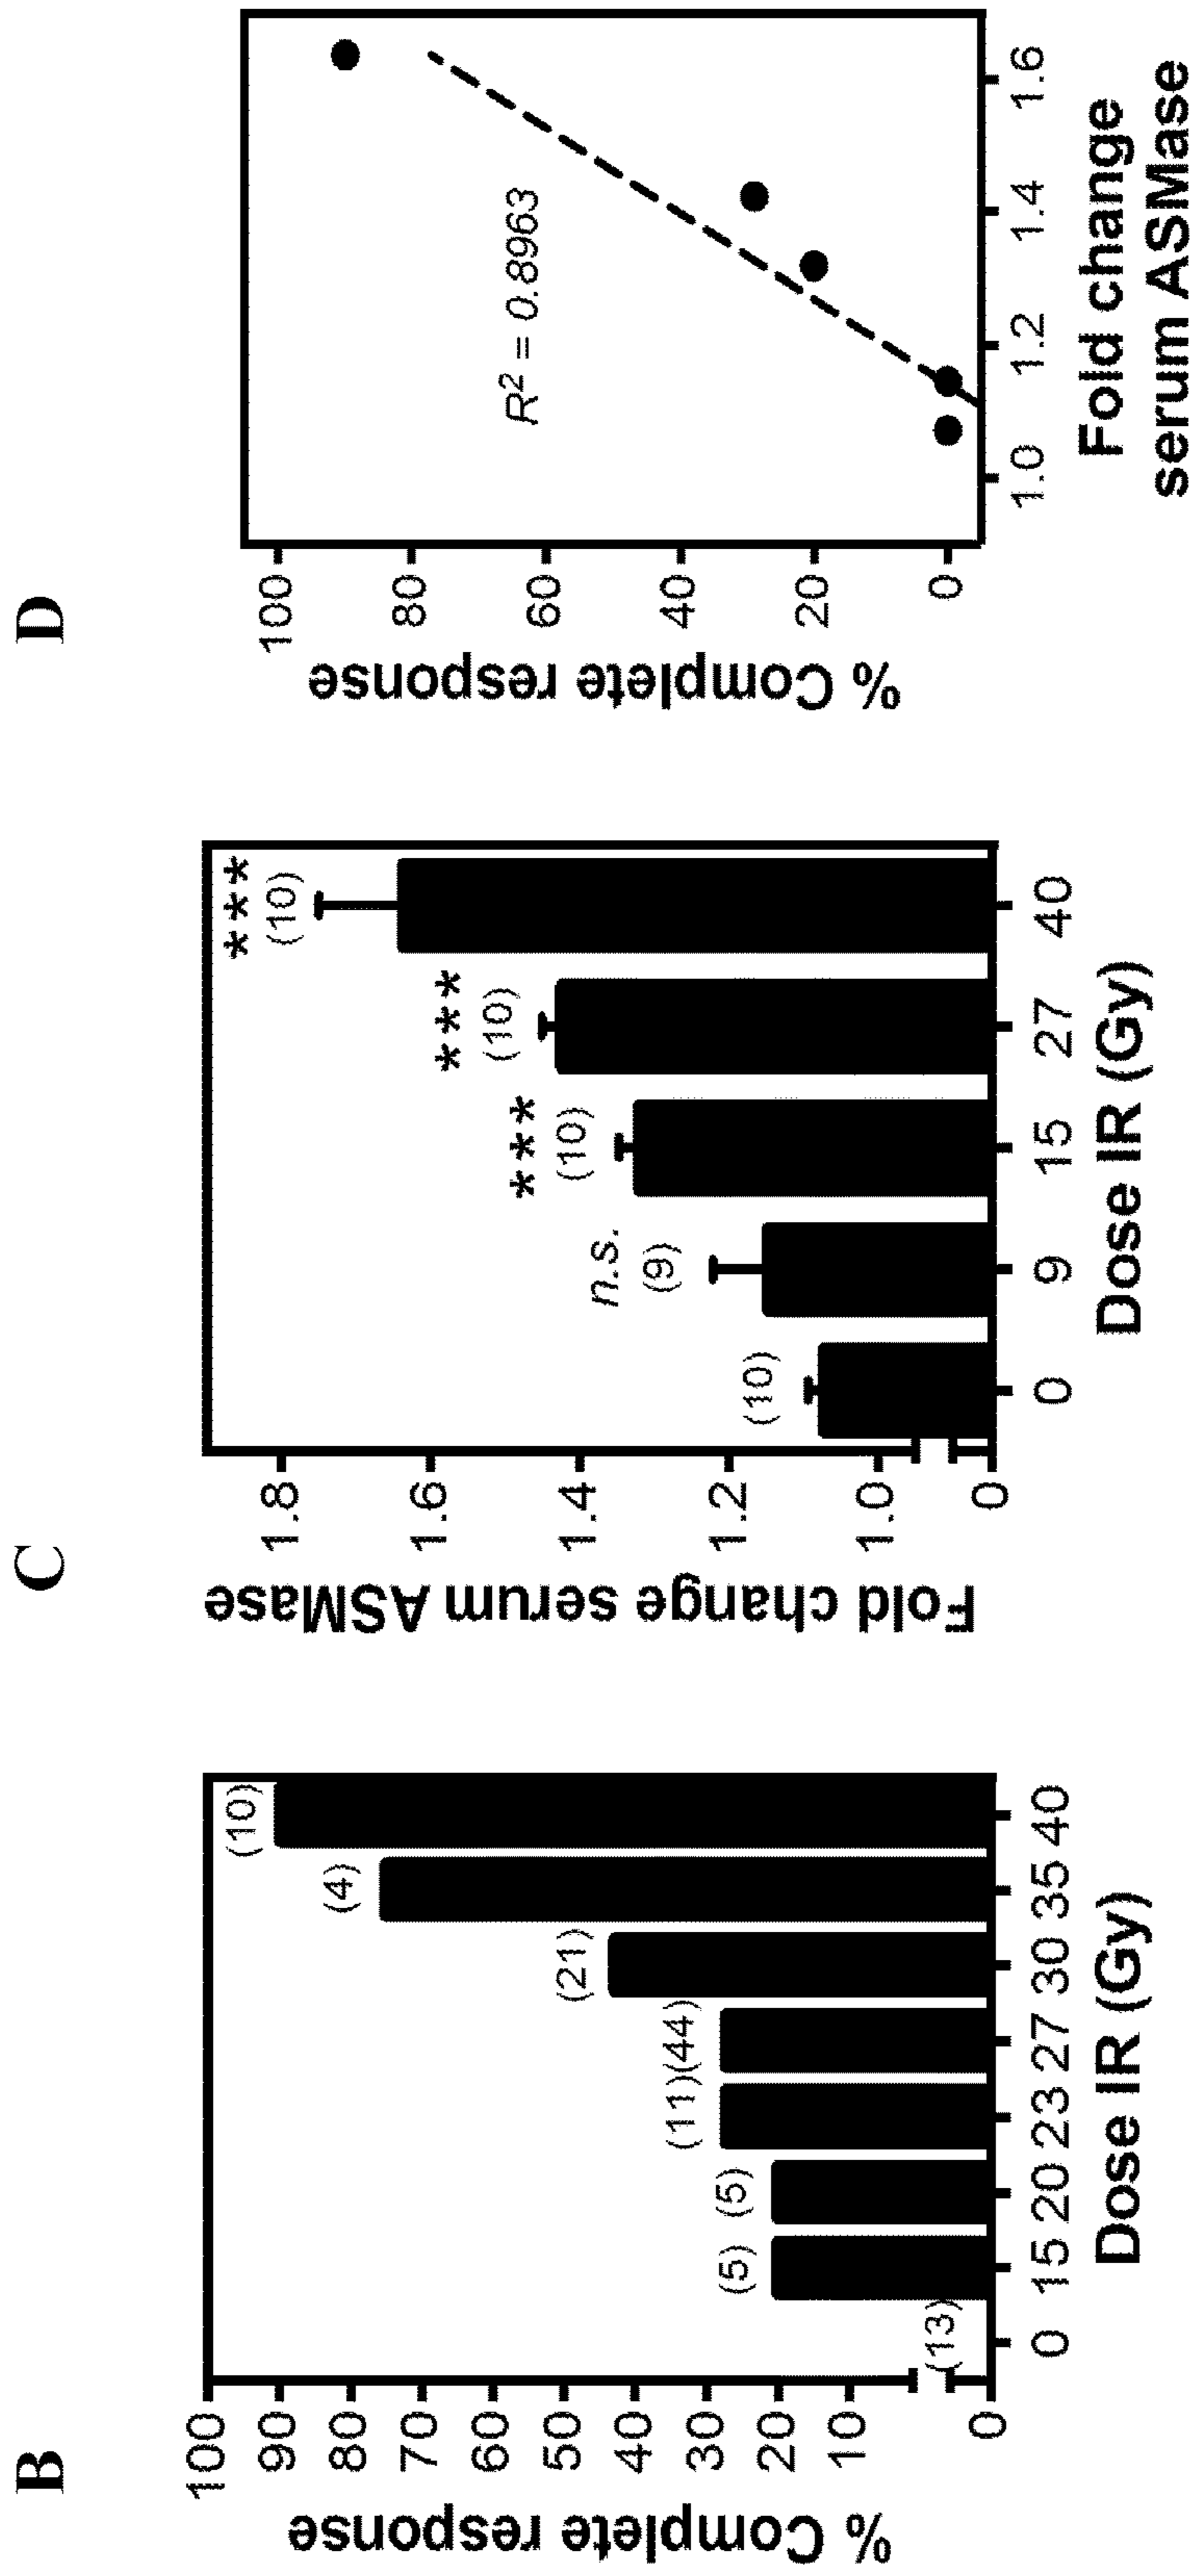 B
% Complete response
100
90
80
70
60
50
40
30
20
10
0
(13)
(5)
(5)
(11)
(44)
(21)
(4)
(10)
0 15 20 23 27 30 35 40
Dose IR (Gy)
C
Fold change serum ASMase
1.8
1.6
1.4
1.2
1.0
0
(10)
n.s.
(9)
***
(10)
***
(10)
***
(10)
0 9 15 27 40
Dose IR (Gy)
D
% Complete response
100
80
60
40
20
0
R² = 0.8963
1.0 1.2 1.4 1.6
Fold change
serum ASMase